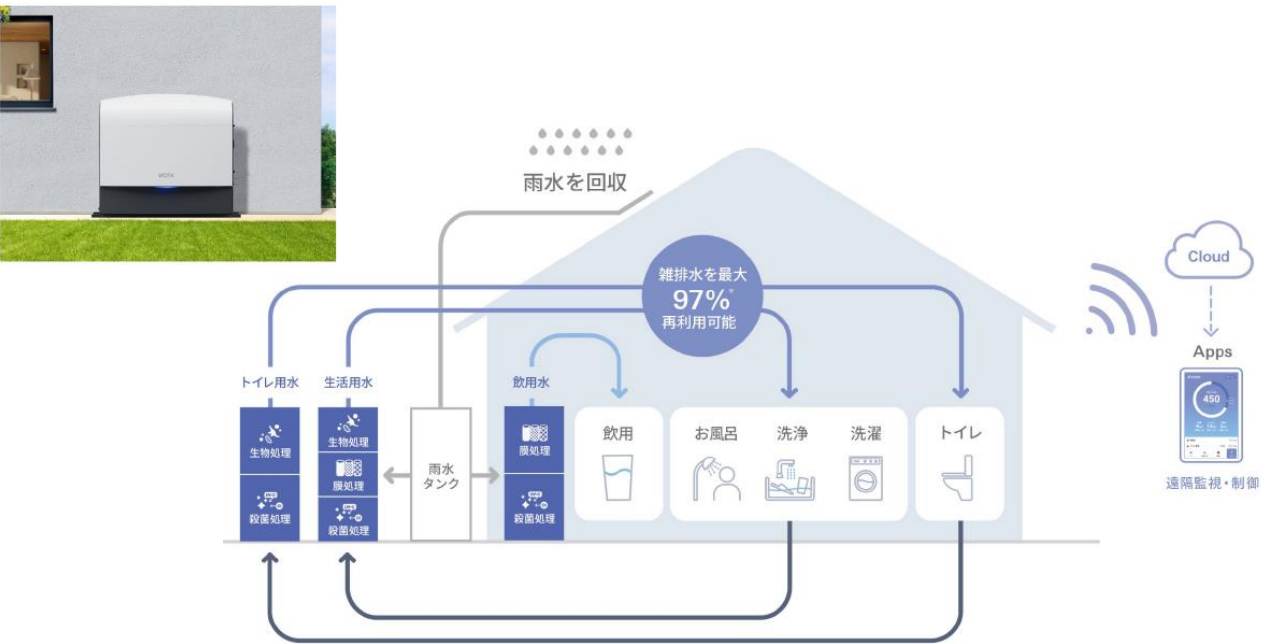 WOTA
雨水を回収
雑排水を最大
97%*
再利用可能
トイレ用水
生活用水
飲用水
生物処理
殺菌処理
生物処理
膜処理
殺菌処理
雨水
タンク
膜処理
殺菌処理
飲用
お風呂
洗浄
洗濯
トイレ
Cloud
Apps
450
遠隔監視・制御